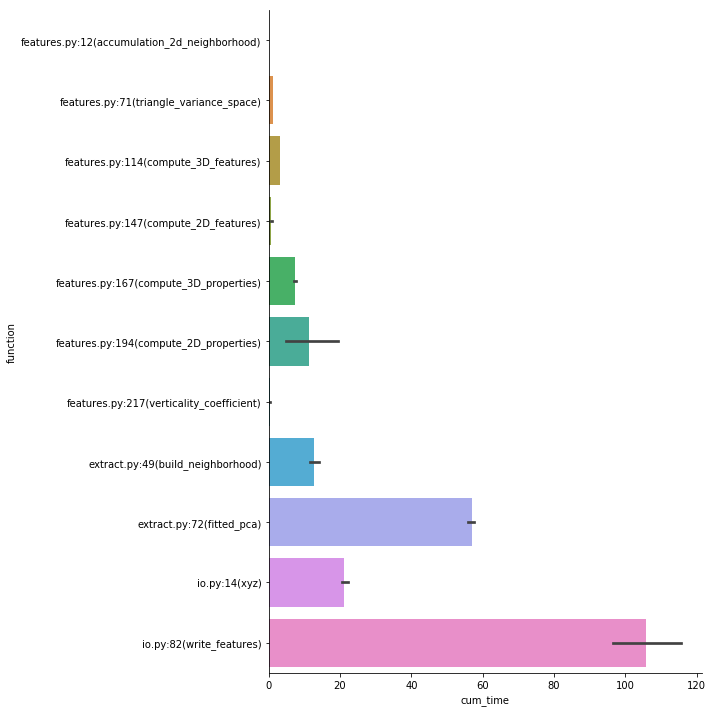 features.py:12(accumulation_2d_neighborhood)
features.py:71(triangle_variance_space)
features.py:114(compute_3D_features)
features.py:147(compute_2D_features)
features.py:167(compute_3D_properties)
function
features.py:194(compute_2D_properties)
features.py:217(verticality_coefficient)
extract.py:49(build_neighborhood)
extract.py:72(fitted_pca)
io.py:14(xyz)
io.py:82(write_features)
0 20 40 60 80 100 120
cum_time